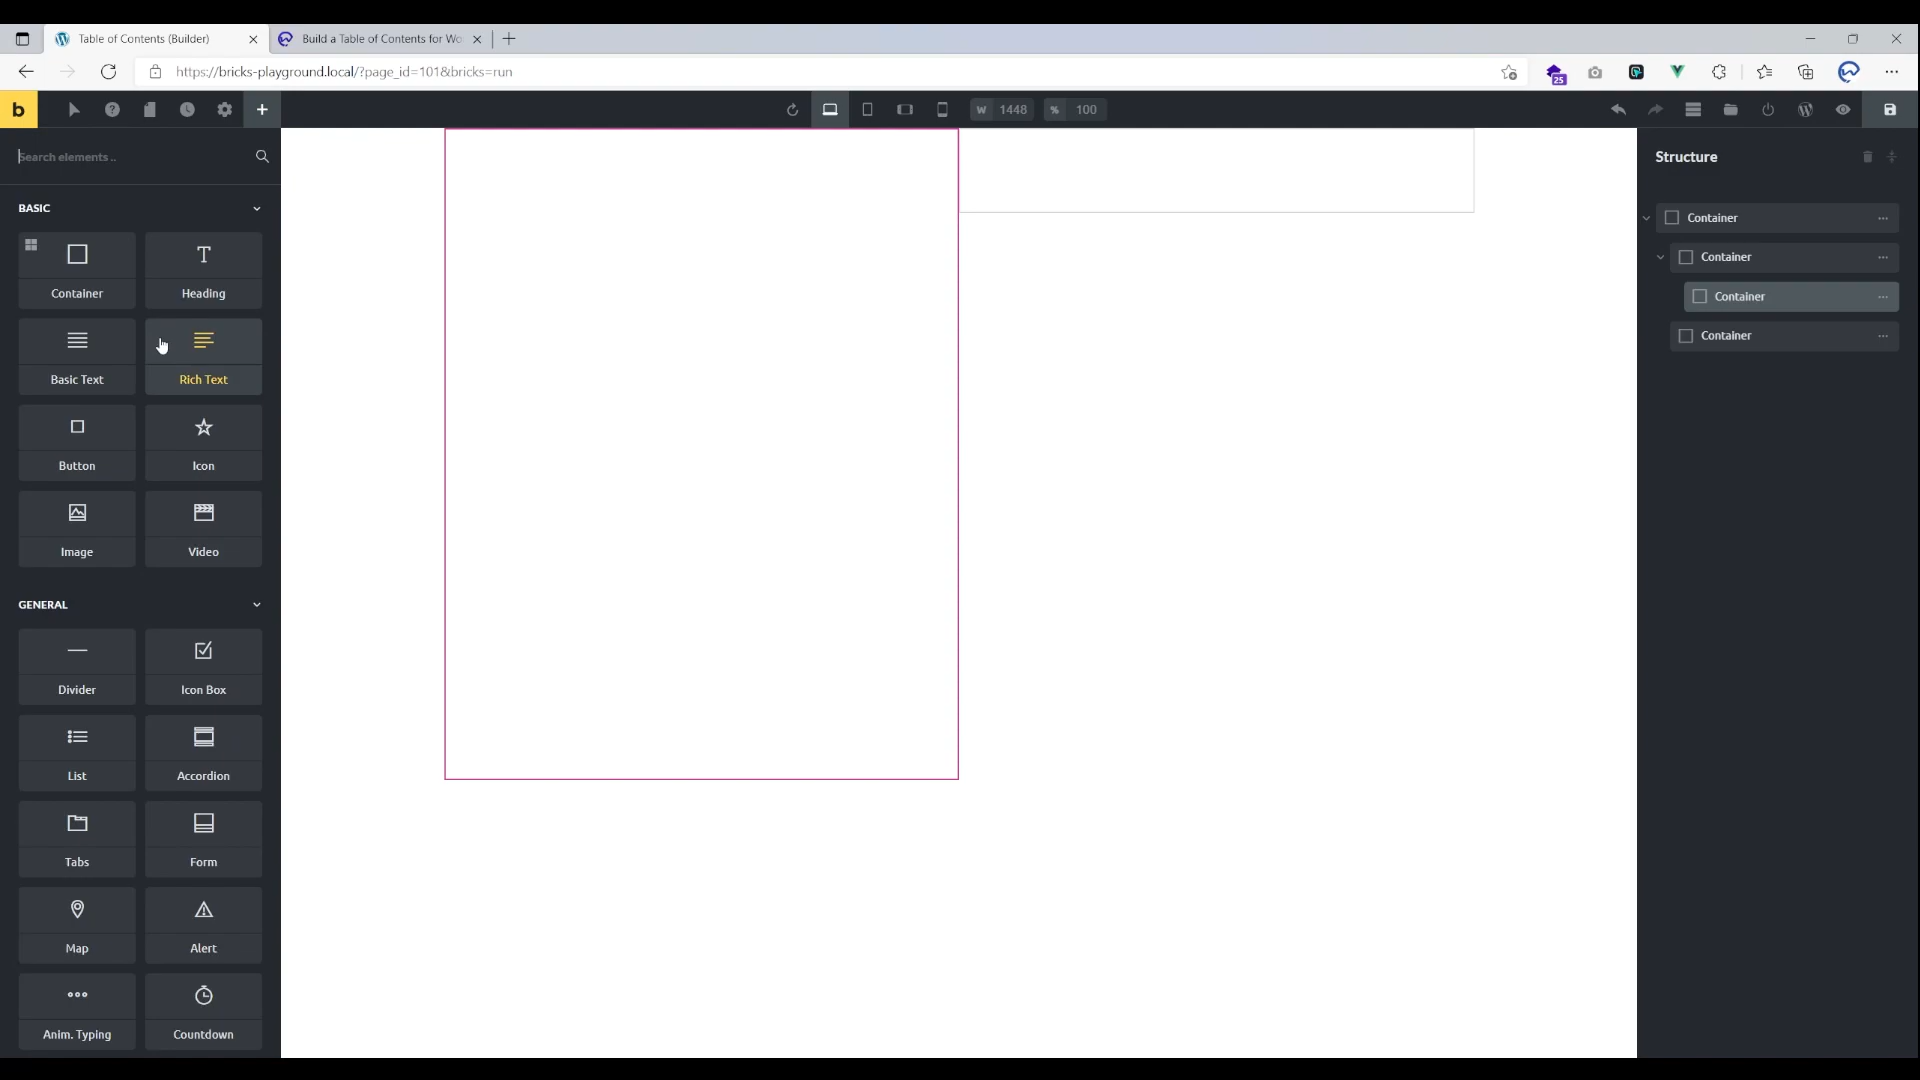 Table of Contents (Builder)
Build a Table of Contents for Wo
https://bricks-playground.local/?page_id=101&bricks=run
25
b
W 1448
% 100
Search elements ..
Structure
BASIC
Container
Heading
Basic Text
Rich Text
Button
Icon
Image
Video
GENERAL
Divider
Icon Box
List
Accordion
Tabs
Form
Map
Alert
Anim. Typing
Countdown
Container
Container
Container
Container